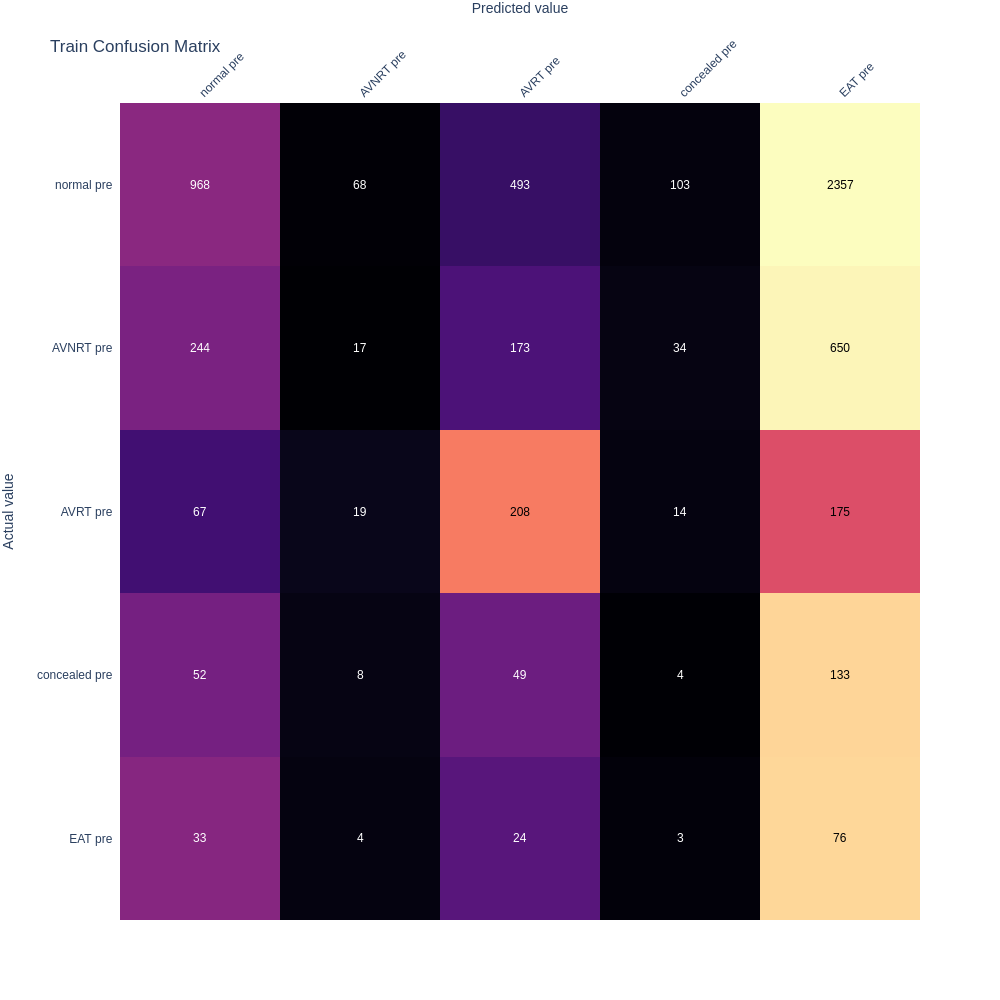 Predicted value
Train Confusion Matrix
normal pre AVNRT pre AVRT pre concealed pre EAT pre
normal pre 968 68 493 103 2357
AVNRT pre 244 17 173 34 650
AVRT pre 67 19 208 14 175
concealed pre 52 8 49 4 133
EAT pre 33 4 24 3 76
Actual value